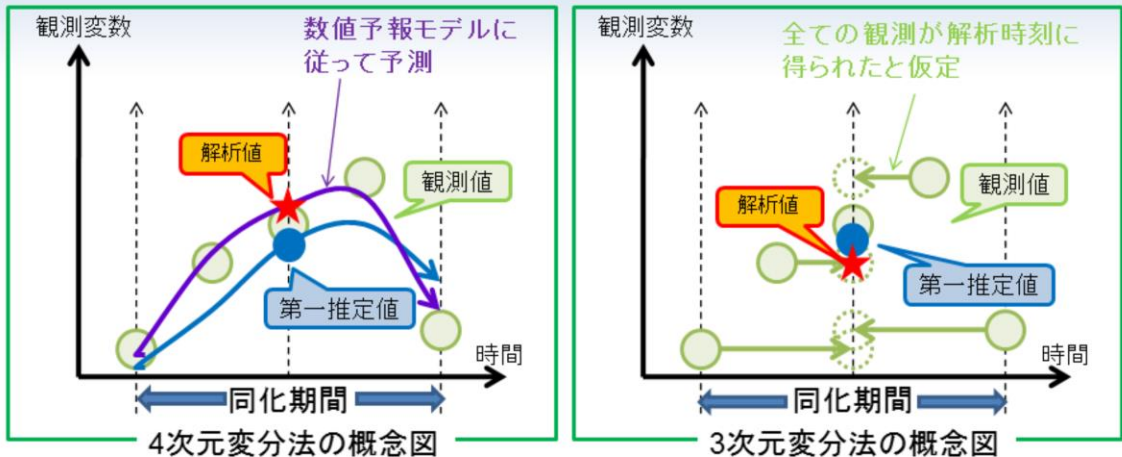 観測変数
数値予報モデルに
従って予測
解析値
観測値
第一推定値
時間
同化期間
4次元変分法の概念図
観測変数
全ての観測が解析時刻に
得られたと仮定
観測値
解析値
第一推定値
時間
同化期間
3次元変分法の概念図